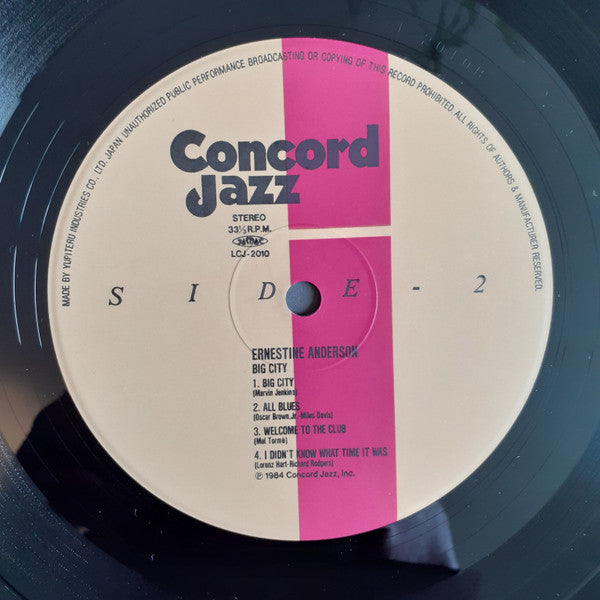 MADE BY YUPITERU INDUSTRIES CO., LTD. JAPAN UNAUTHORIZED PUBLIC PERFORMANCE BROADCASTING OR COPYING OF THIS RECORD PROHIBITED. ALL RIGHTS OF AUTHORS & MANUFACTURER RESERVED.
Concord
Jazz
STEREO
33⅓ R.P.M.
LCJ-2010
SIDE-2
ERNESTINE ANDERSON
BIG CITY
1. BIG CITY
(Marvin Jenkins)
2. ALL BLUES
(Oscar Brown, Jr.-Miles Davis)
3. WELCOME TO THE CLUB
(Mel Tormè)
4. I DIDN'T KNOW WHAT TIME IT WAS
(Lorenz Hart-Richard Rodgers)
℗ 1984 Concord Jazz, Inc.